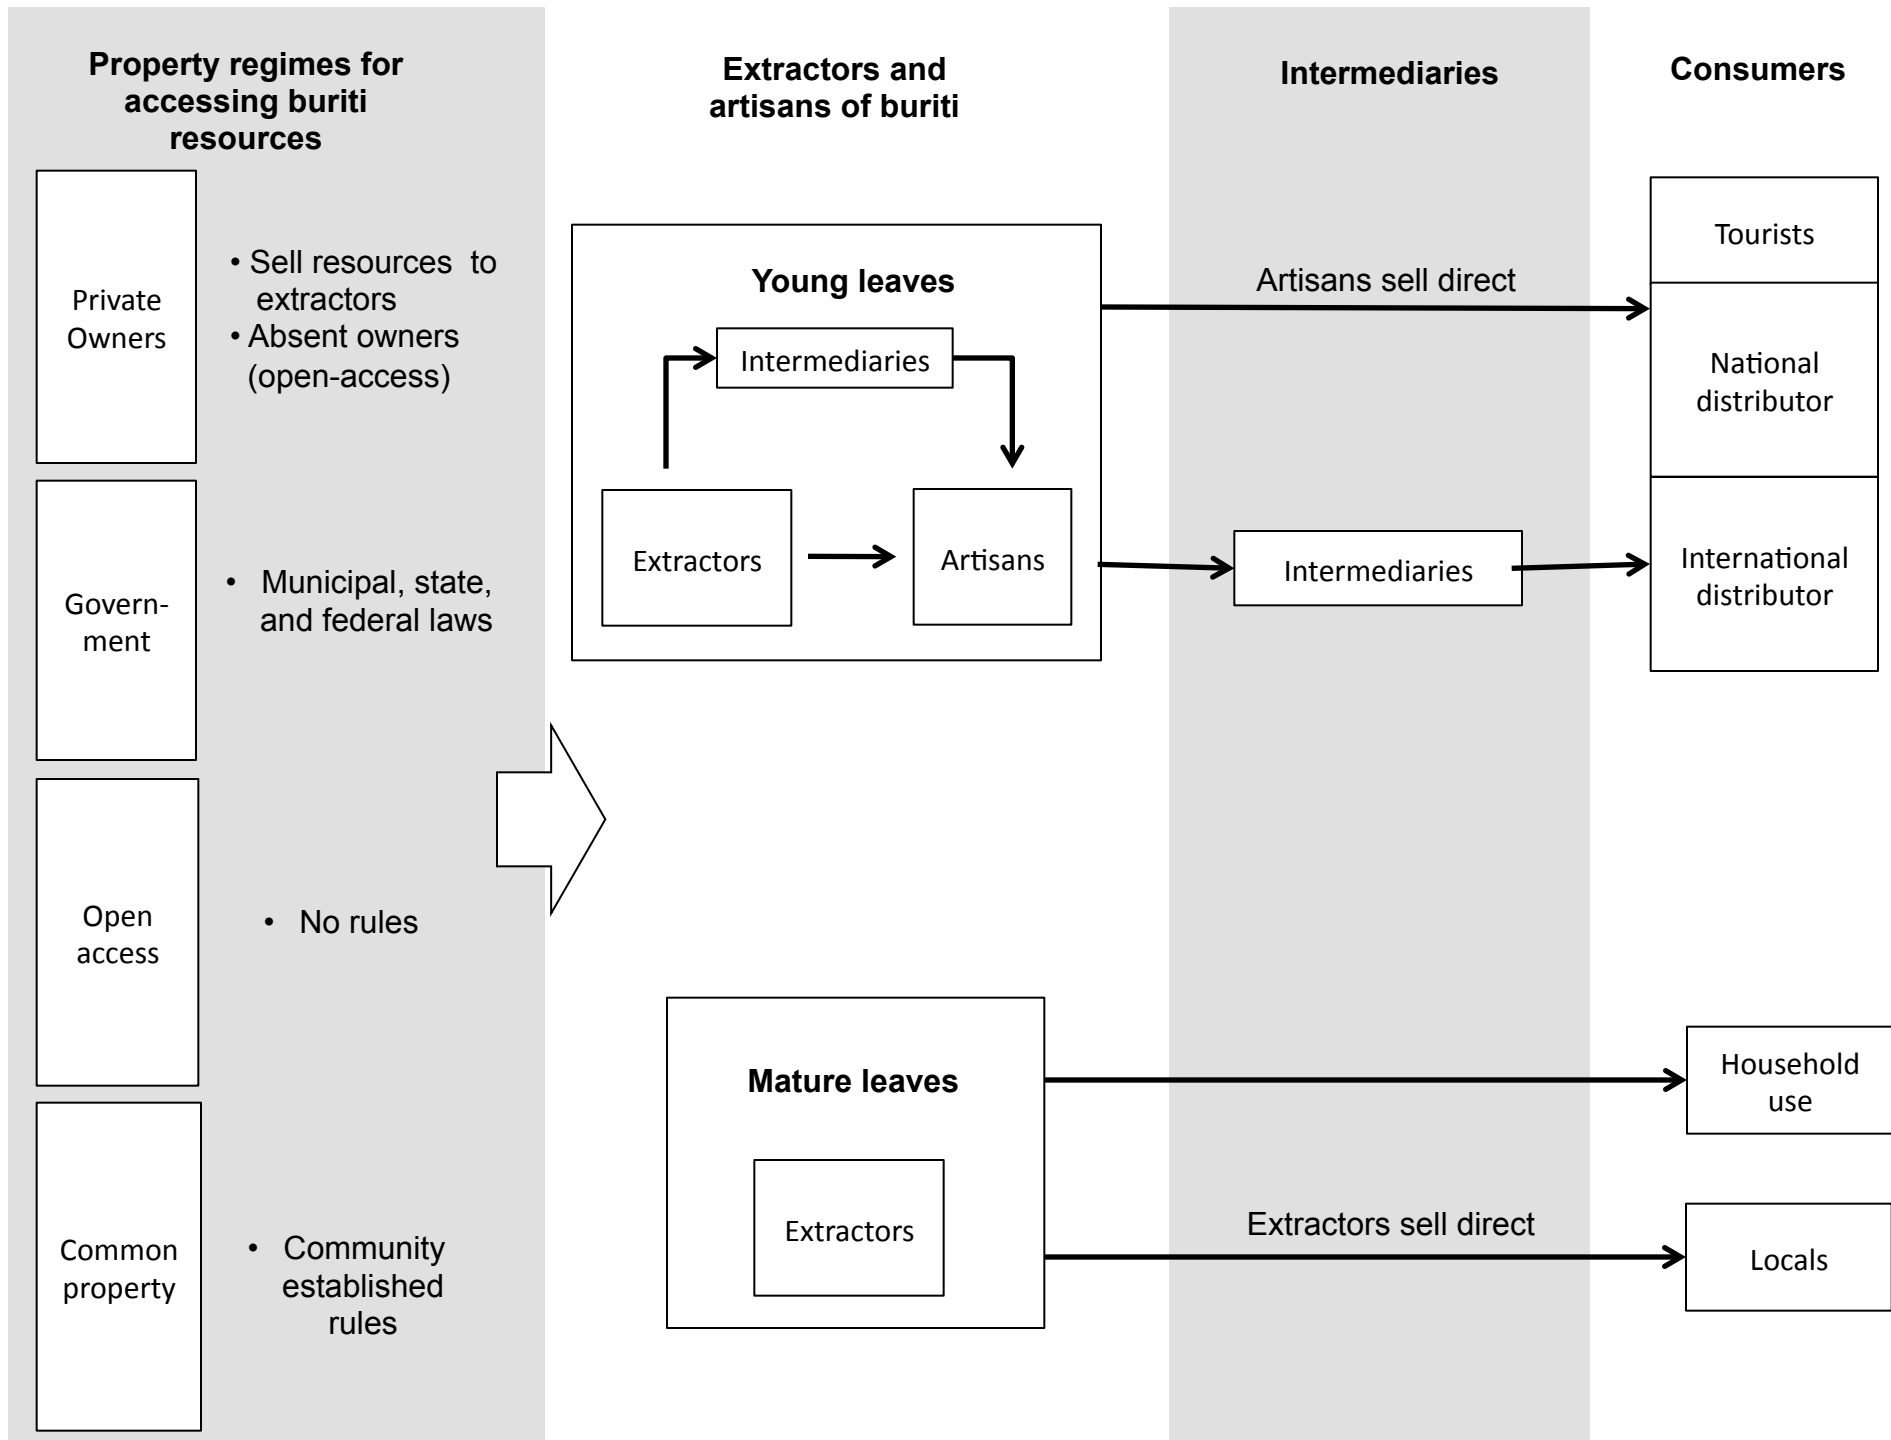 Property regimes for
accessing buriti
resources
Private
Owners
• Sell resources to
extractors
• Absent owners
(open-access)
Govern-
ment
• Municipal, state,
and federal laws
Open
access
• No rules
Common
property
• Community
established
rules
Extractors and
artisans of buriti
Young leaves
Intermediaries
Extractors
Artisans
Mature leaves
Extractors
Intermediaries
Artisans sell direct
Intermediaries
Extractors sell direct
Consumers
Tourists
National
distributor
International
distributor
Household
use
Locals